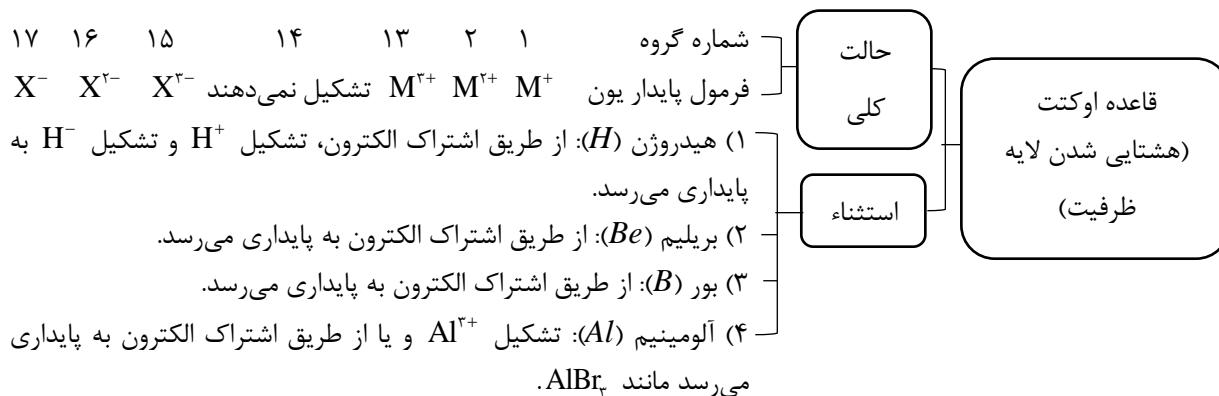 قاعده اوکتت
(هشتایی شدن لایه
ظرفیت)
حالت
کلی
شماره گروه ۱ ۲ ۱۳ ۱۴ ۱۵ ۱۶ ۱۷
فرمول پایدار یون M⁺ M²⁺ M³⁺ تشکیل نمی‌دهند X³⁻ X²⁻ X⁻
استثناء
۱) هیدروژن (H): از طریق اشتراک الکترون، تشکیل H⁺ و تشکیل H⁻ به
پایداری می‌رسد.
۲) بریلیم (Be): از طریق اشتراک الکترون به پایداری می‌رسد.
۳) بور (B): از طریق اشتراک الکترون به پایداری می‌رسد.
۴) آلومینیم (Al): تشکیل Al³⁺ و یا از طریق اشتراک الکترون به پایداری
می‌رسد مانند AlBr₃.